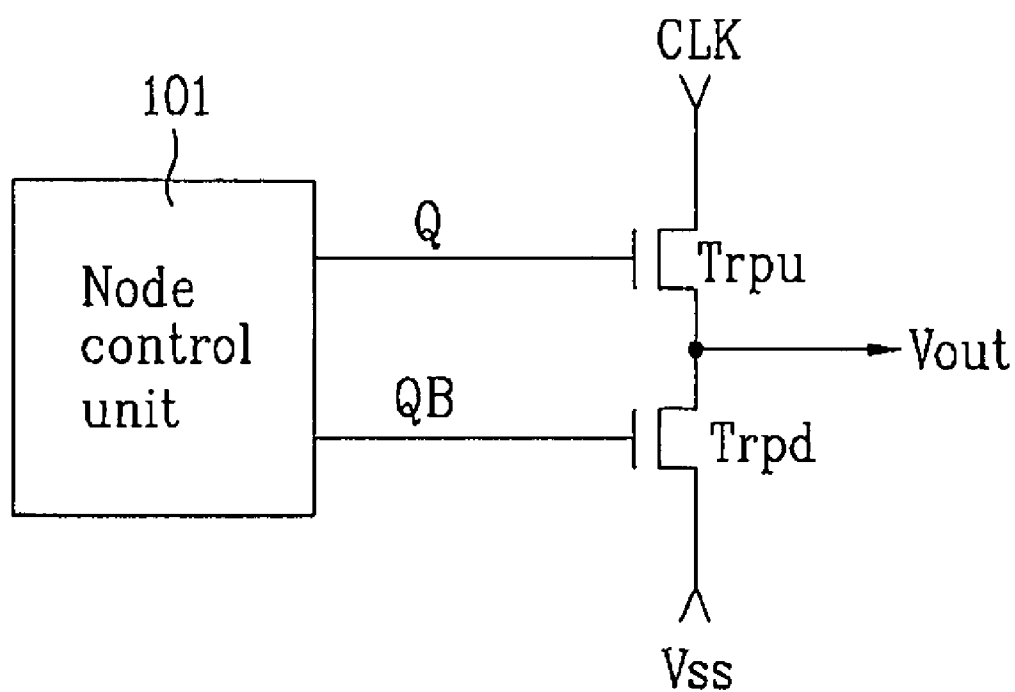 CLK
101
Q
Trpu
Node
control
unit
Vout
QB
Trpd
Vss